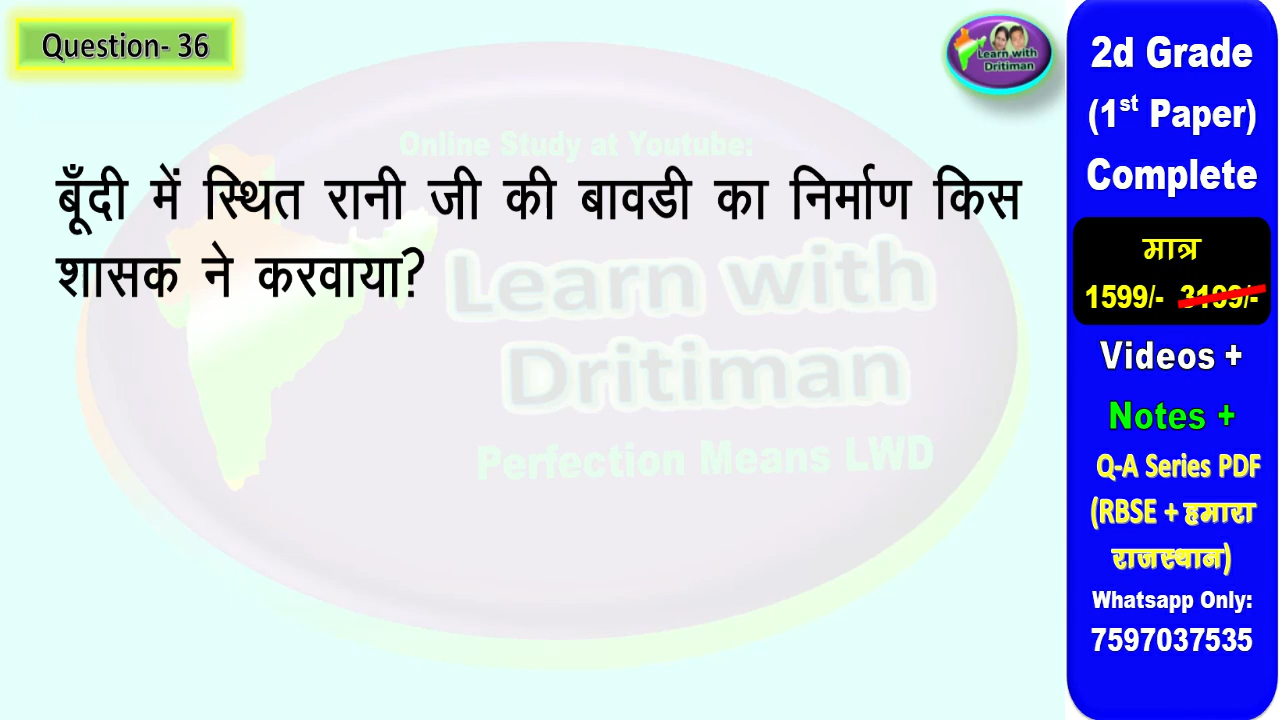 Question- 36
Learn with
Dritiman
Online Study at Youtube:
बूँदी में स्थित रानी जी की बावडी का निर्माण किस
शासक ने करवाया?
Learn with
Dritiman
Perfection Means LWD
2d Grade
(1st Paper)
Complete
मात्र
1599/- 3199/-
Videos +
Notes +
Q-A Series PDF
(RBSE + हमारा
राजस्थान)
Whatsapp Only:
7597037535